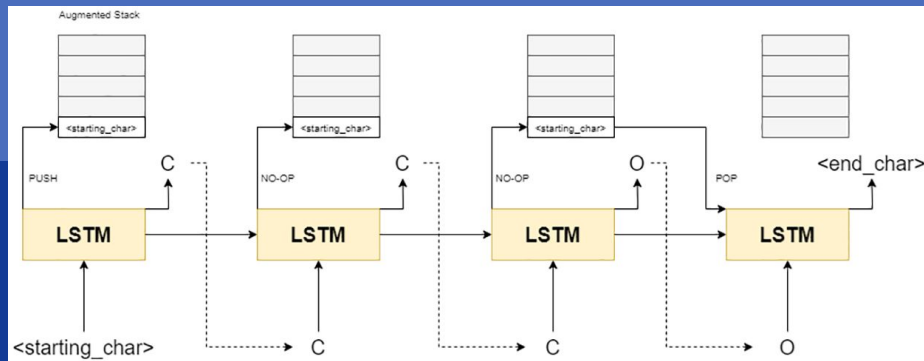 Augmented Stack
<starting_char> <starting_char> <starting_char>
C C O <end_char>
PUSH NO-OP NO-OP POP
LSTM LSTM LSTM LSTM
<starting_char> C C O